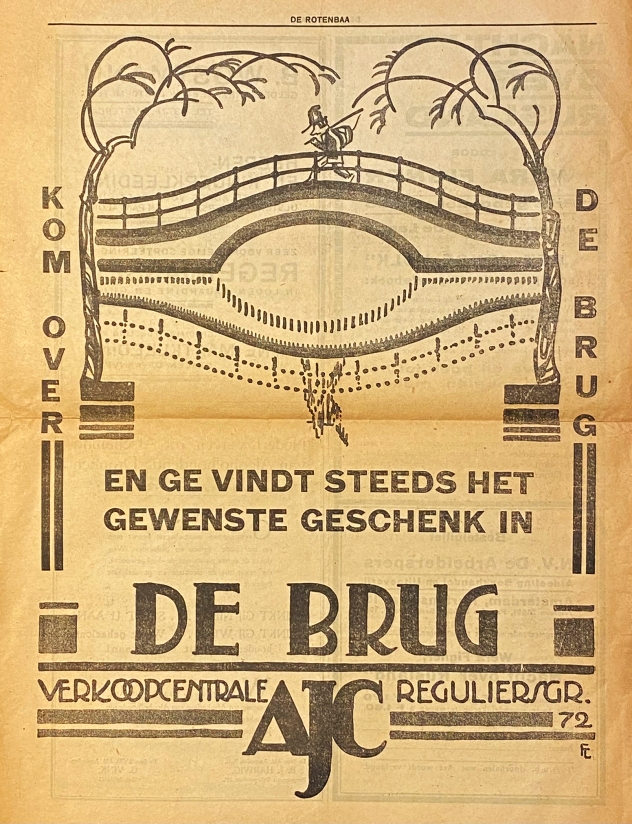 DE ROTENBAA
KOM OVER
DE BRUG
EN GE VINDT STEEDS HET
GEWENSTE GESCHENK IN
DE BRUG
VERKOOPCENTRALE AJC REGULIERSGR.
72